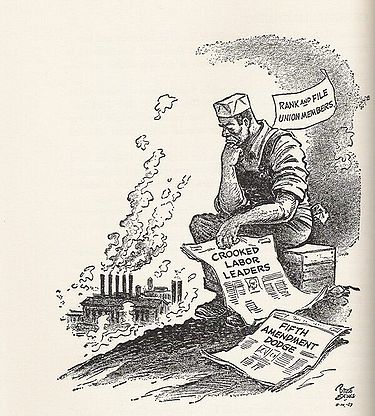 RANK AND FILE
UNION MEMBERS
CROOKED
LABOR
LEADERS
FIFTH
AMENDMENT
DODGE